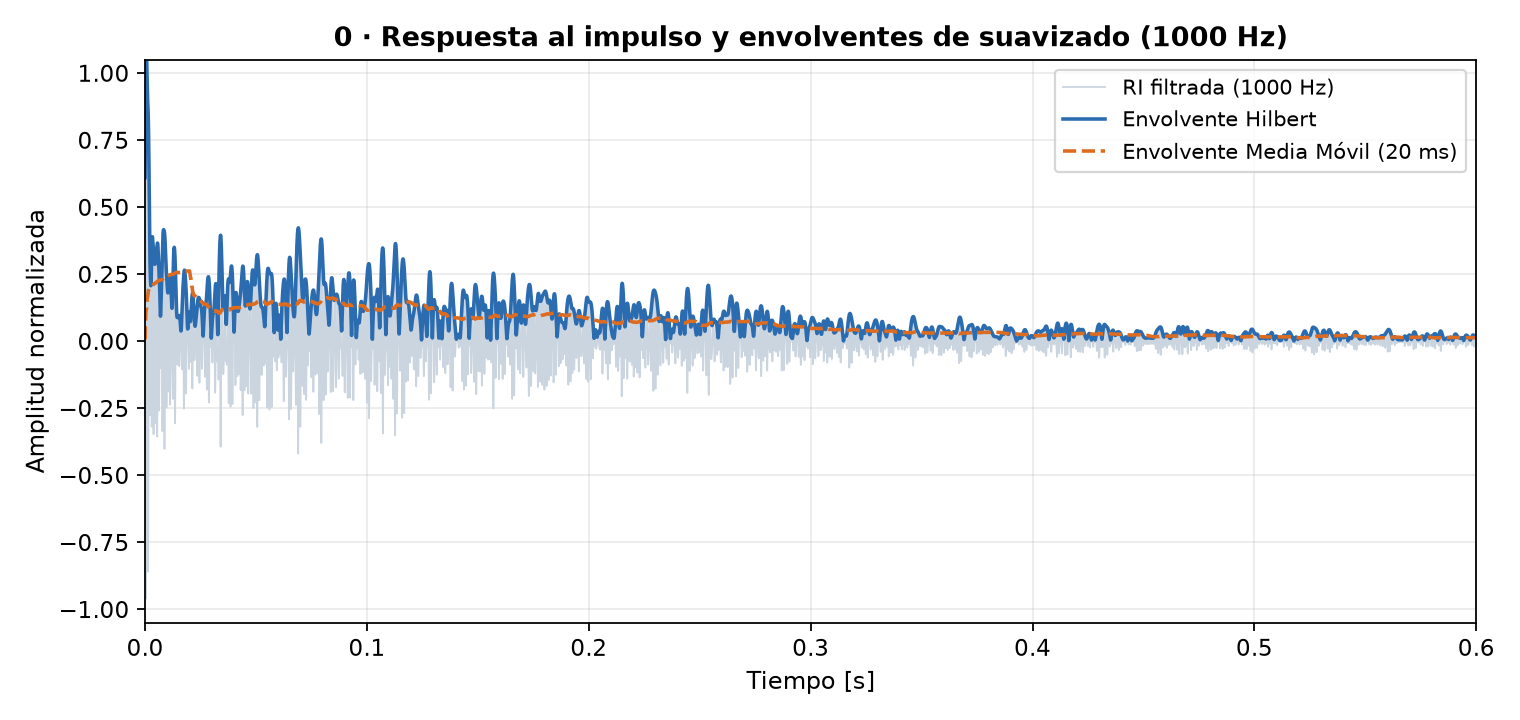 0 · Respuesta al impulso y envolventes de suavizado (1000 Hz)
RI filtrada (1000 Hz)
Envolvente Hilbert
Envolvente Media Móvil (20 ms)
Amplitud normalizada
1.00
0.75
0.50
0.25
0.00
−0.25
−0.50
−0.75
−1.00
0.0 0.1 0.2 0.3 0.4 0.5 0.6
Tiempo [s]